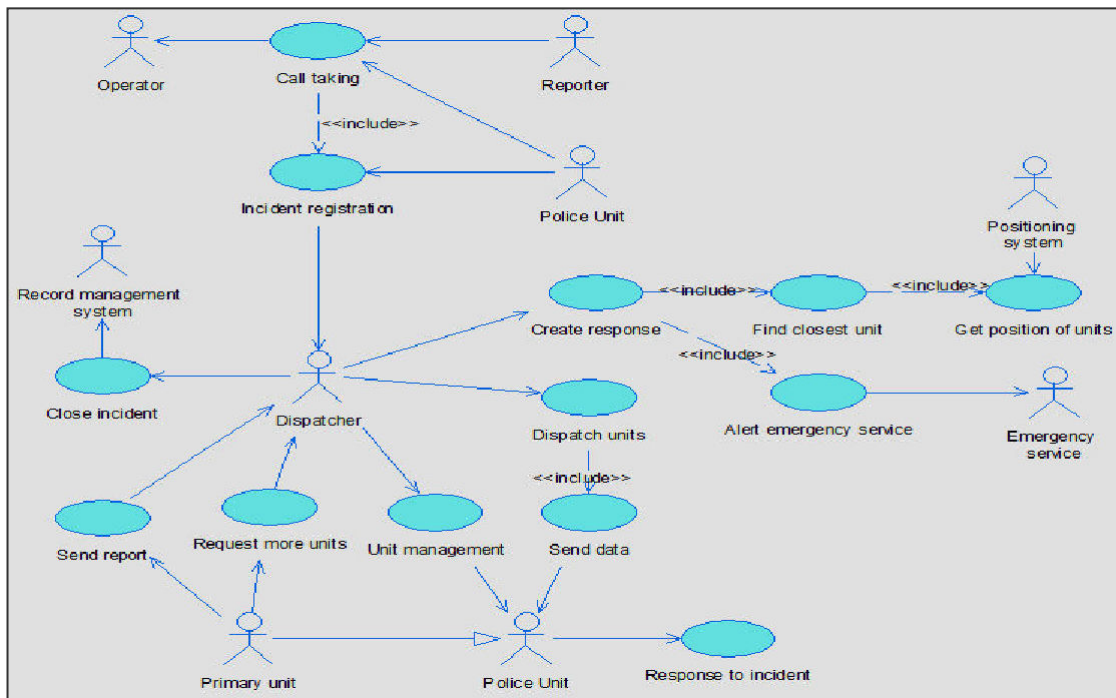 Operator
Call taking
Reporter
<<include>>
Incident registration
Police Unit
Positioning
system
Record management
system
<<include>>
<<include>>
Create response
Find closest unit
Get position of units
<<include>>
Close incident
Dispatcher
Dispatch units
Alert emergency service
Emergency
service
<<include>>
Send report
Request more units
Unit management
Send data
Primary unit
Police Unit
Response to incident